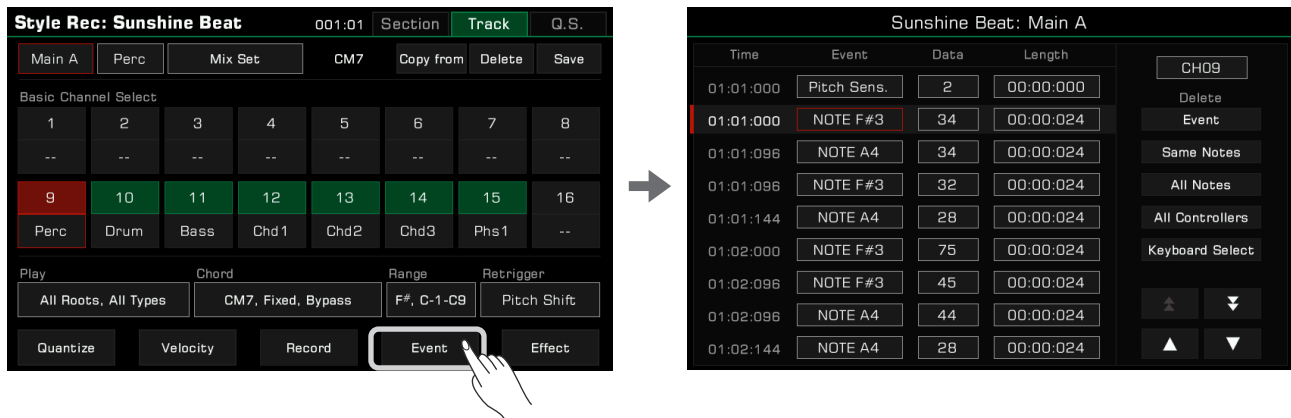 Style Rec: Sunshine Beat 001:01 Section Track Q.S.
Main A Perc Mix Set CM7 Copy from Delete Save
Basic Channel Select
1 2 3 4 5 6 7 8
-- -- -- -- -- -- -- --
9 10 11 12 13 14 15 16
Perc Drum Bass Chd1 Chd2 Chd3 Phs1 --
Play Chord Range Retrigger
All Roots, All Types CM7, Fixed, Bypass F#, C-1-C9 Pitch Shift
Quantize Velocity Record Event Effect
Sunshine Beat: Main A
Time Event Data Length
01:01:000 Pitch Sens. 2 00:00:000
01:01:000 NOTE F#3 34 00:00:024
01:01:096 NOTE A4 34 00:00:024
01:01:096 NOTE F#3 32 00:00:024
01:01:144 NOTE A4 28 00:00:024
01:02:000 NOTE F#3 75 00:00:024
01:02:096 NOTE F#3 45 00:00:024
01:02:096 NOTE A4 44 00:00:024
01:02:144 NOTE A4 28 00:00:024
CH09
Delete
Event
Same Notes
All Notes
All Controllers
Keyboard Select